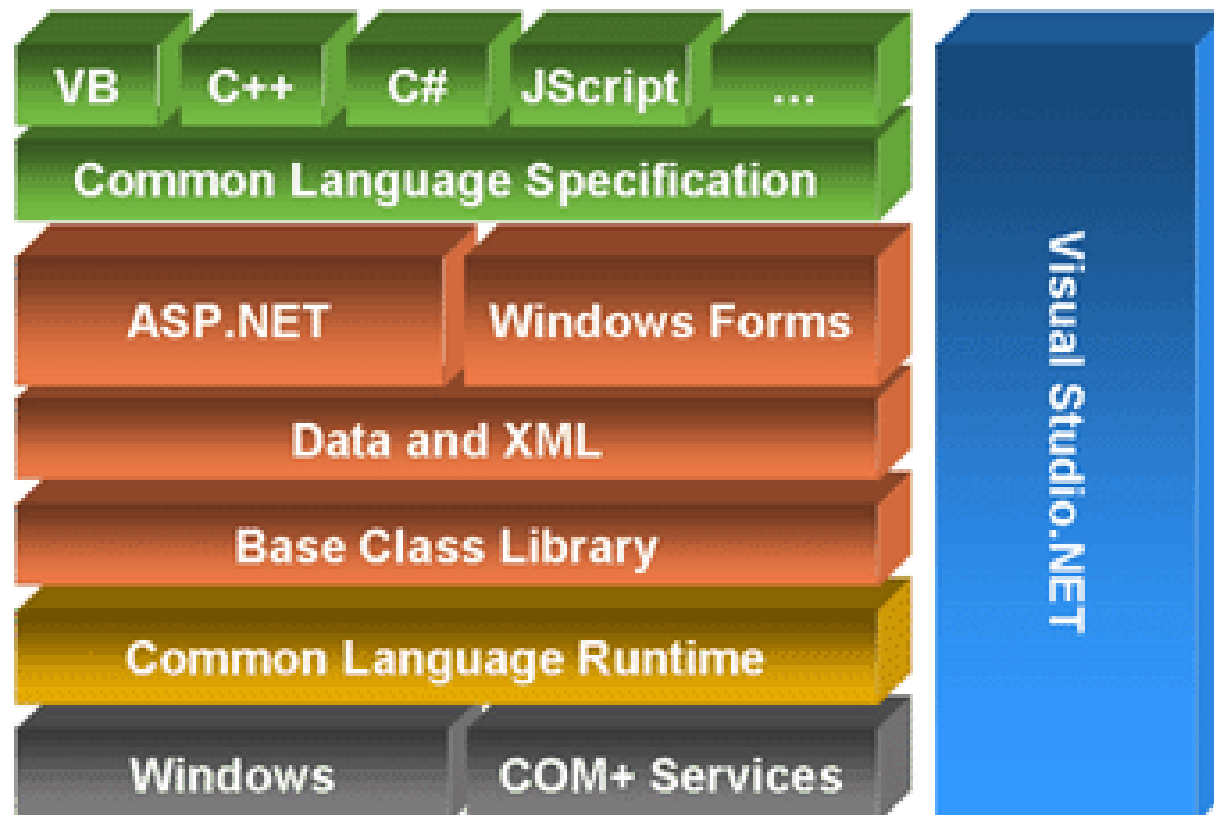 VB C++ C# JScript ...
Common Language Specification
ASP.NET Windows Forms
Data and XML
Base Class Library
Common Language Runtime
Windows COM+ Services
Visual Studio.NET